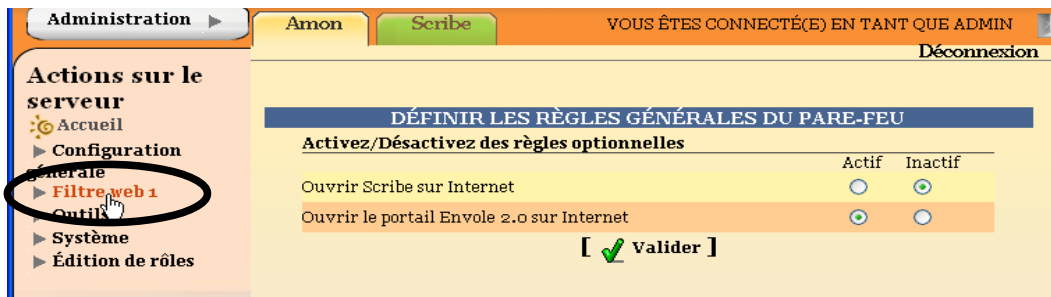 Administration
Amon
Scribe
VOUS ÊTES CONNECTÉ(E) EN TANT QUE ADMIN
Déconnexion
Actions sur le
serveur
Accueil
Configuration
générale
Filtre web 1
Outils
Système
Édition de rôles
DÉFINIR LES RÈGLES GÉNÉRALES DU PARE-FEU
Activez/Désactivez des règles optionnelles
Actif Inactif
Ouvrir Scribe sur Internet
Ouvrir le portail Envole 2.0 sur Internet
[ Valider ]